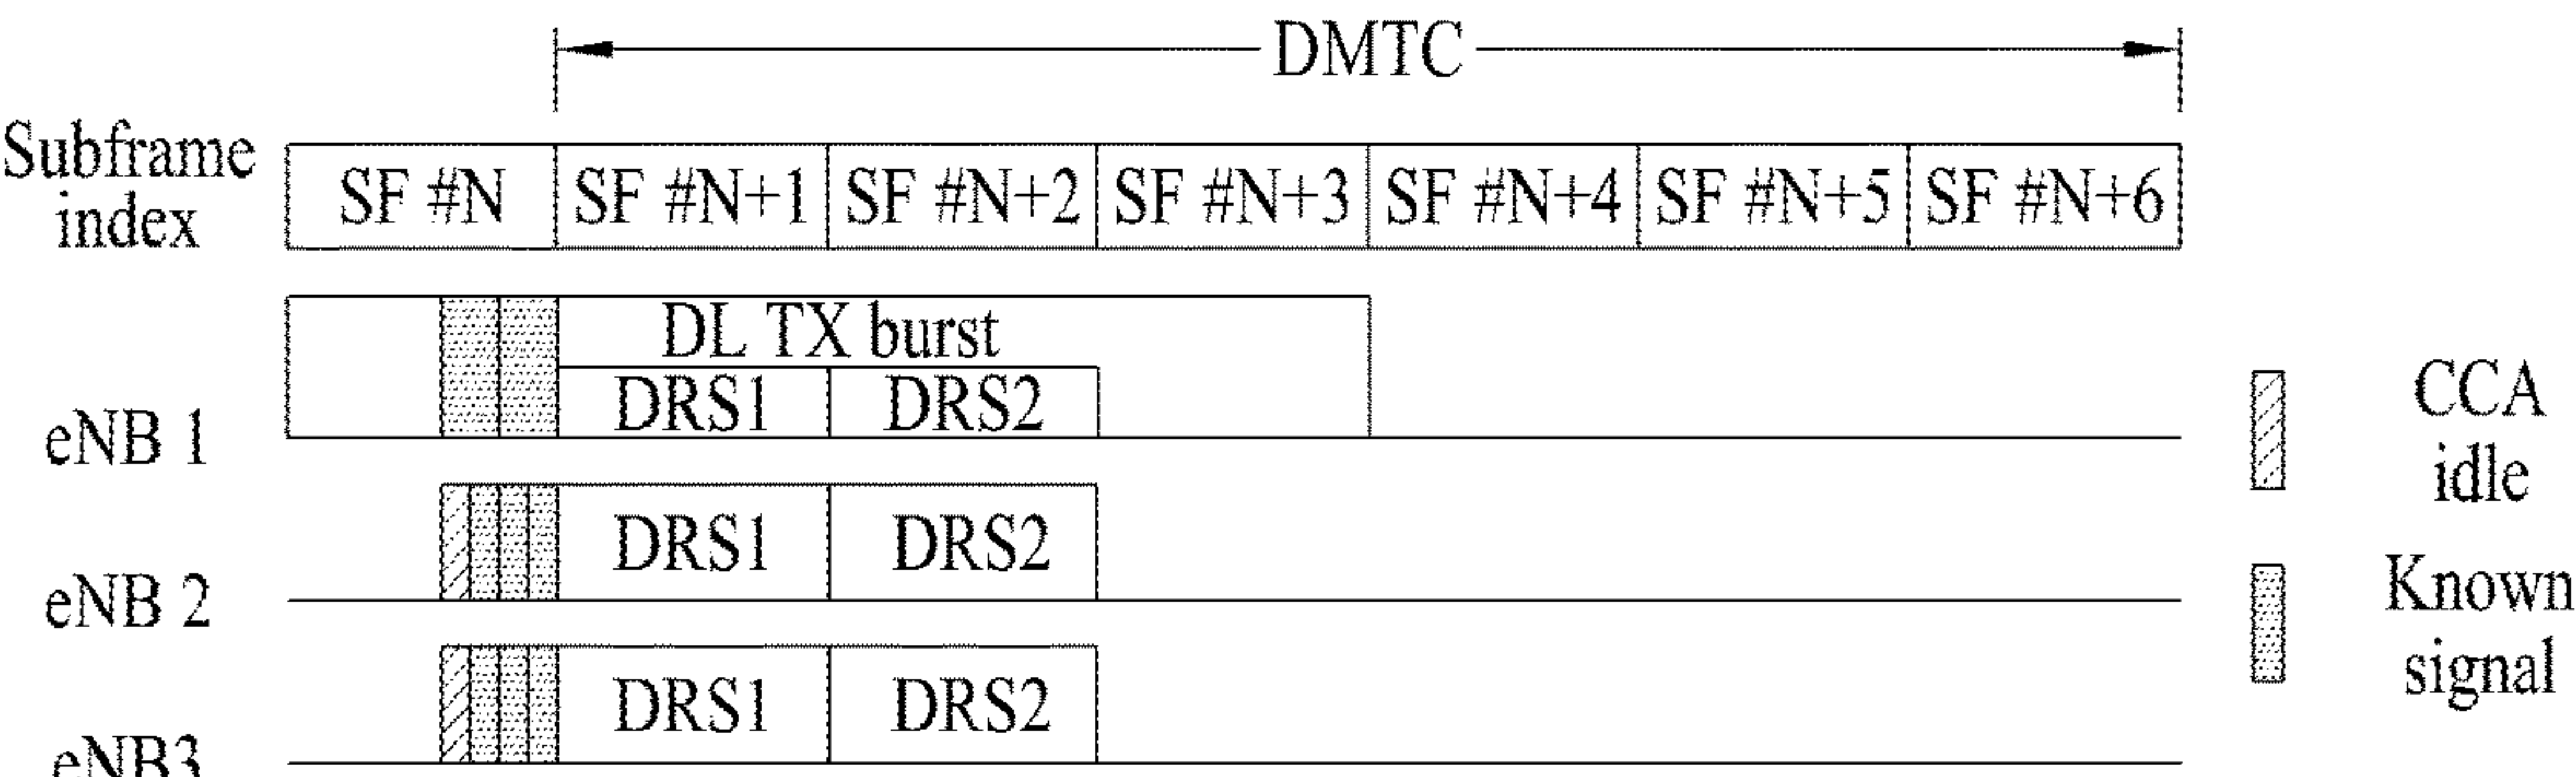 DMTC
Subframe
index
SF #N SF #N+1 SF #N+2 SF #N+3 SF #N+4 SF #N+5 SF #N+6
DL TX burst
DRS1 DRS2
eNB 1
DRS1 DRS2
eNB 2
DRS1 DRS2
eNB3
CCA
idle
Known
signal